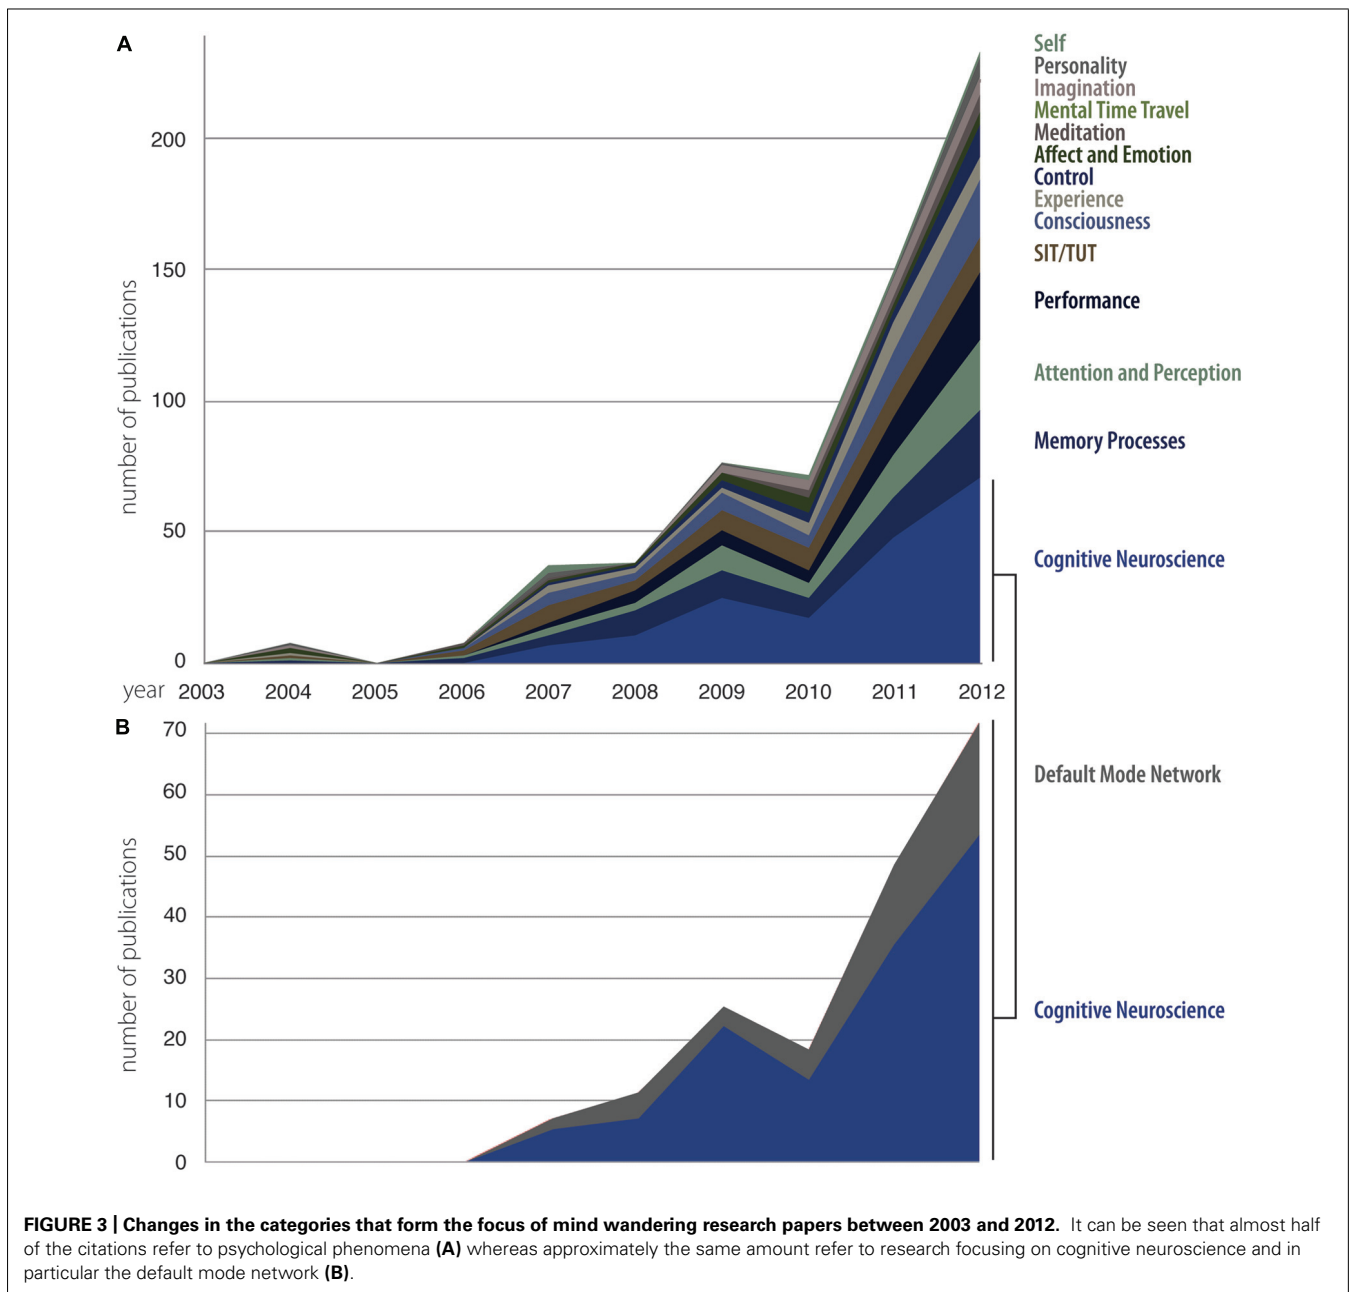 A
Self
Personality
Imagination
Mental Time Travel
Meditation
Affect and Emotion
Control
Experience
Consciousness
SIT/TUT
Performance
Attention and Perception
Memory Processes
Cognitive Neuroscience
number of publications
200
150
100
50
0
year 2003 2004 2005 2006 2007 2008 2009 2010 2011 2012
B
number of publications
70
60
50
40
30
20
10
0
Default Mode Network
Cognitive Neuroscience
FIGURE 3 | Changes in the categories that form the focus of mind wandering research papers between 2003 and 2012. It can be seen that almost half
of the citations refer to psychological phenomena (A) whereas approximately the same amount refer to research focusing on cognitive neuroscience and in
particular the default mode network (B).